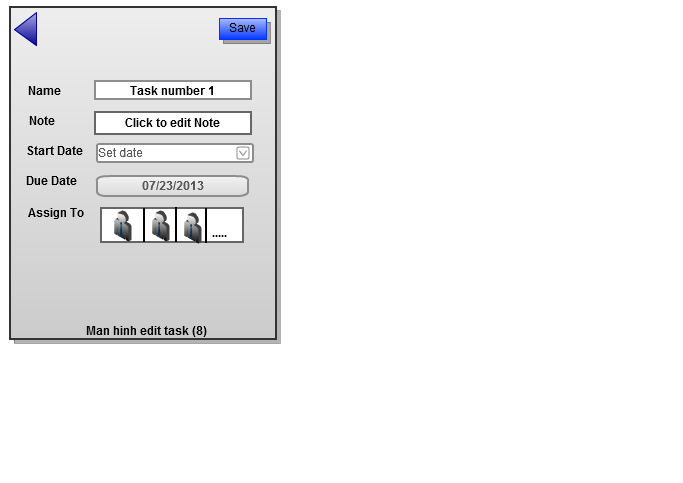 Save
Name
Task number 1
Note
Click to edit Note
Start Date
Set date
Due Date
07/23/2013
Assign To
.....
Man hinh edit task (8)